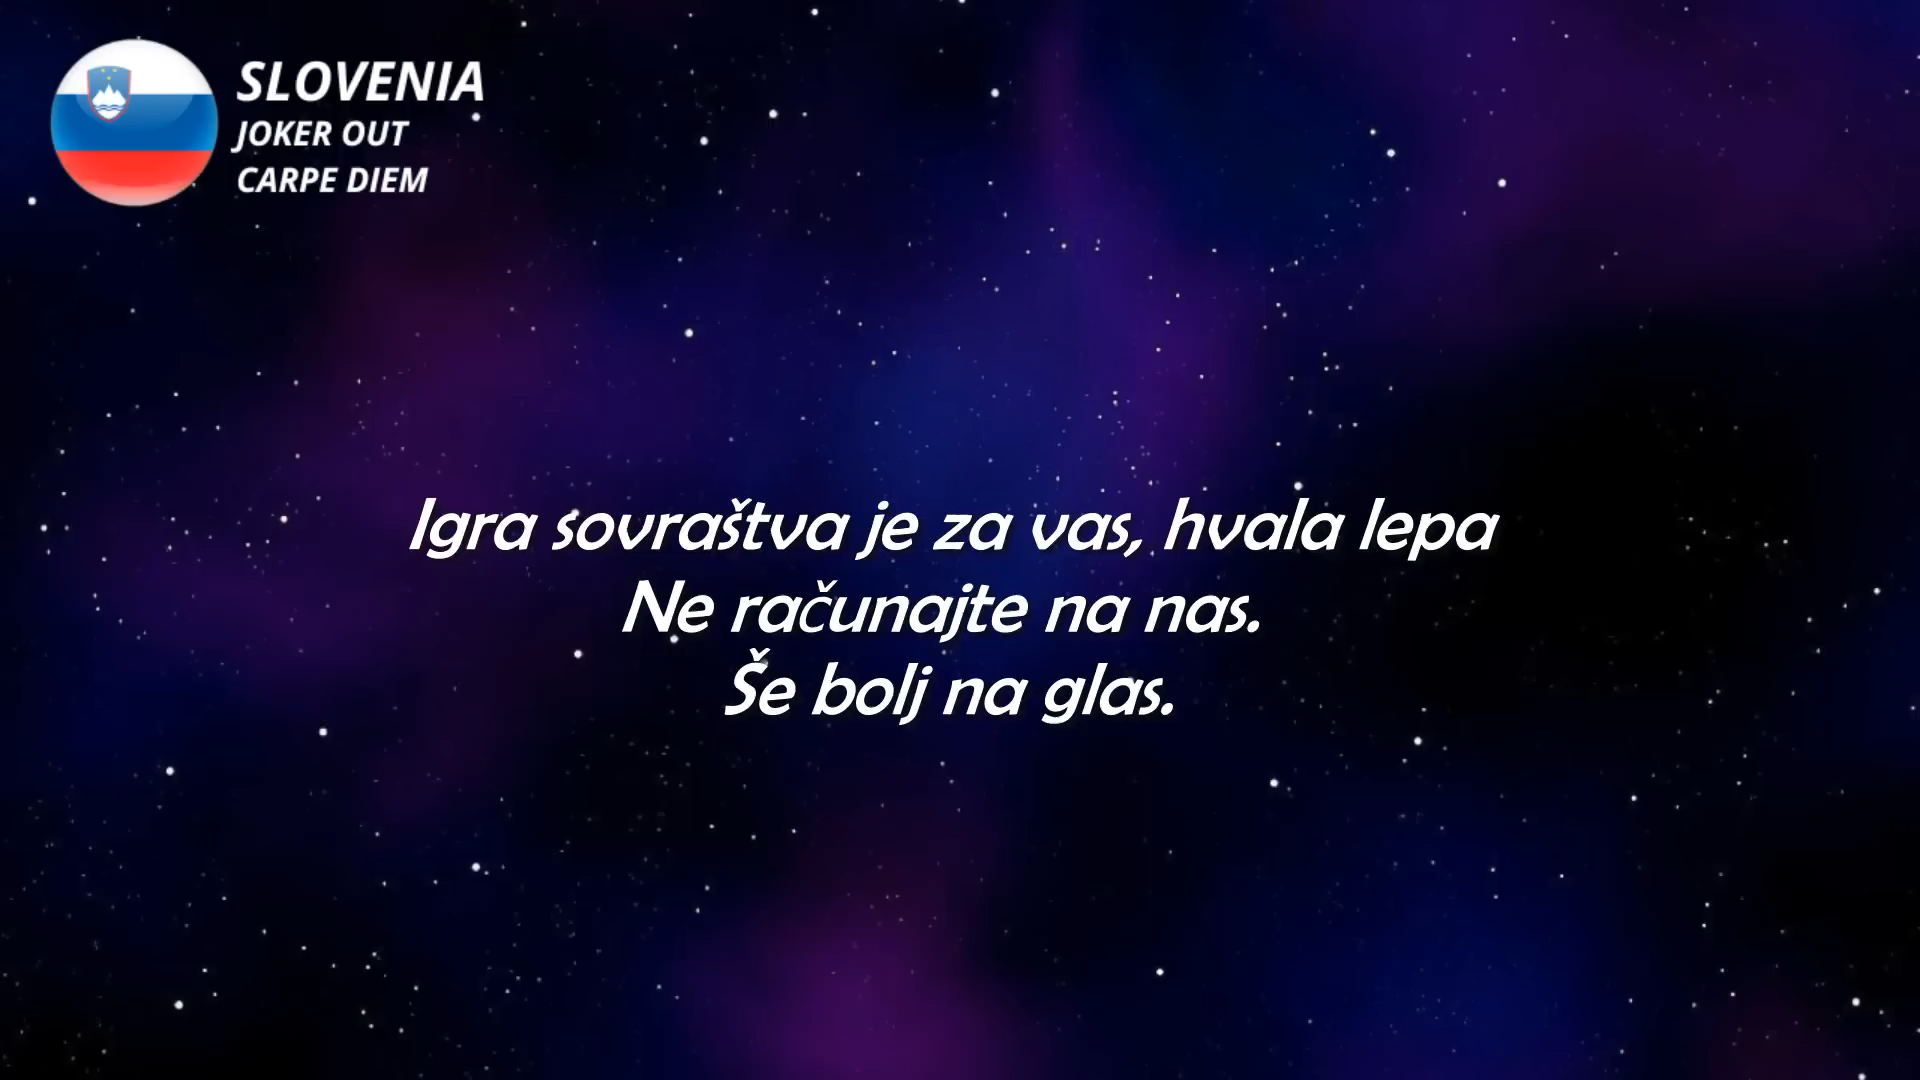 SLOVENIA
JOKER OUT
CARPE DIEM
Igra sovraštva je za vas, hvala lepa
Ne računajte na nas.
Še bolj na glas.